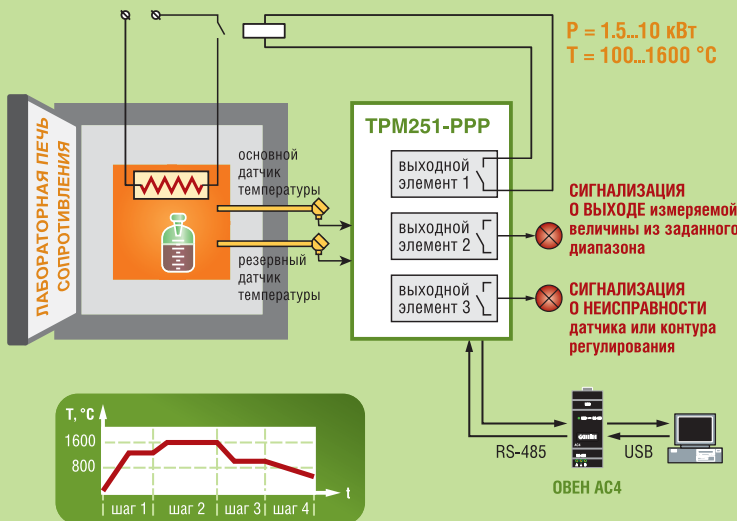 P = 1.5...10 кВт
T = 100...1600 °C
ЛАБОРАТОРНАЯ ПЕЧЬ
СОПРОТИВЛЕНИЯ
основной
датчик
температуры
резервный
датчик
температуры
ТРМ251-РРР
выходной
элемент 1
выходной
элемент 2
выходной
элемент 3
СИГНАЛИЗАЦИЯ
О ВЫХОДЕ измеряемой
величины из заданного
диапазона
СИГНАЛИЗАЦИЯ
О НЕИСПРАВНОСТИ
датчика или контура
регулирования
RS-485
USB
ОВЕН АС4
T, °C
1600
800
t
шаг 1
шаг 2
шаг 3
шаг 4